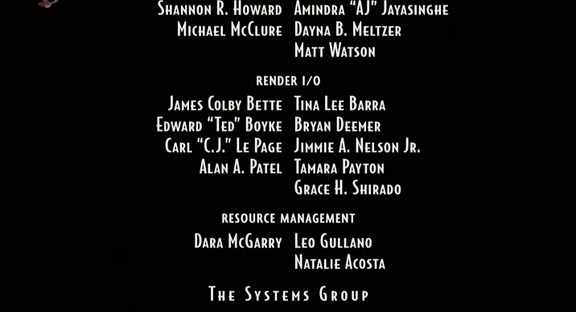 Shannon R. Howard Amindra "AJ" Jayasinghe
Michael McClure Dayna B. Meltzer
Matt Watson
RENDER I/O
James Colby Bette Tina Lee Barra
Edward "Ted" Boyke Bryan Deemer
Carl "C.J." Le Page Jimmie A. Nelson Jr.
Alan A. Patel Tamara Payton
Grace H. Shirado
RESOURCE MANAGEMENT
Dara McGarry Leo Gullano
Natalie Acosta
The Systems Group